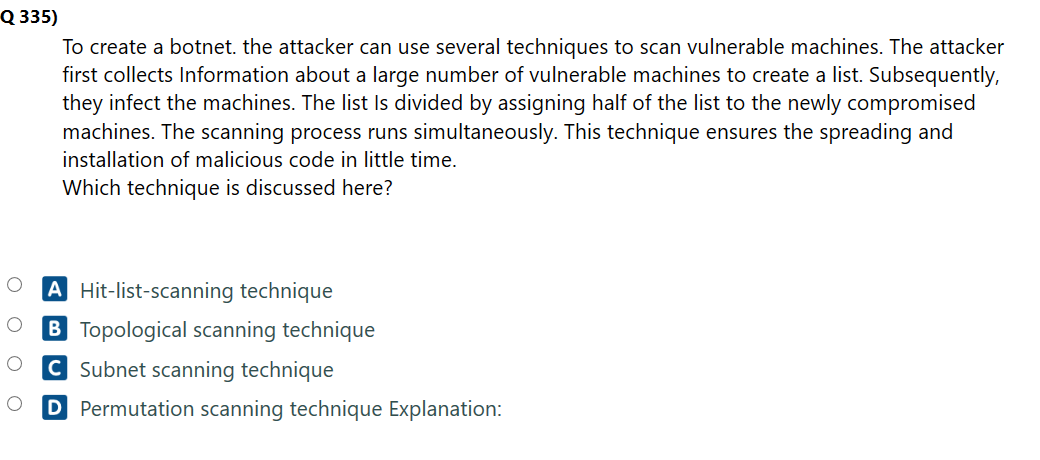 Q 335)
To create a botnet. the attacker can use several techniques to scan vulnerable machines. The attacker
first collects Information about a large number of vulnerable machines to create a list. Subsequently,
they infect the machines. The list Is divided by assigning half of the list to the newly compromised
machines. The scanning process runs simultaneously. This technique ensures the spreading and
installation of malicious code in little time.
Which technique is discussed here?
A Hit-list-scanning technique
B Topological scanning technique
C Subnet scanning technique
D Permutation scanning technique Explanation: